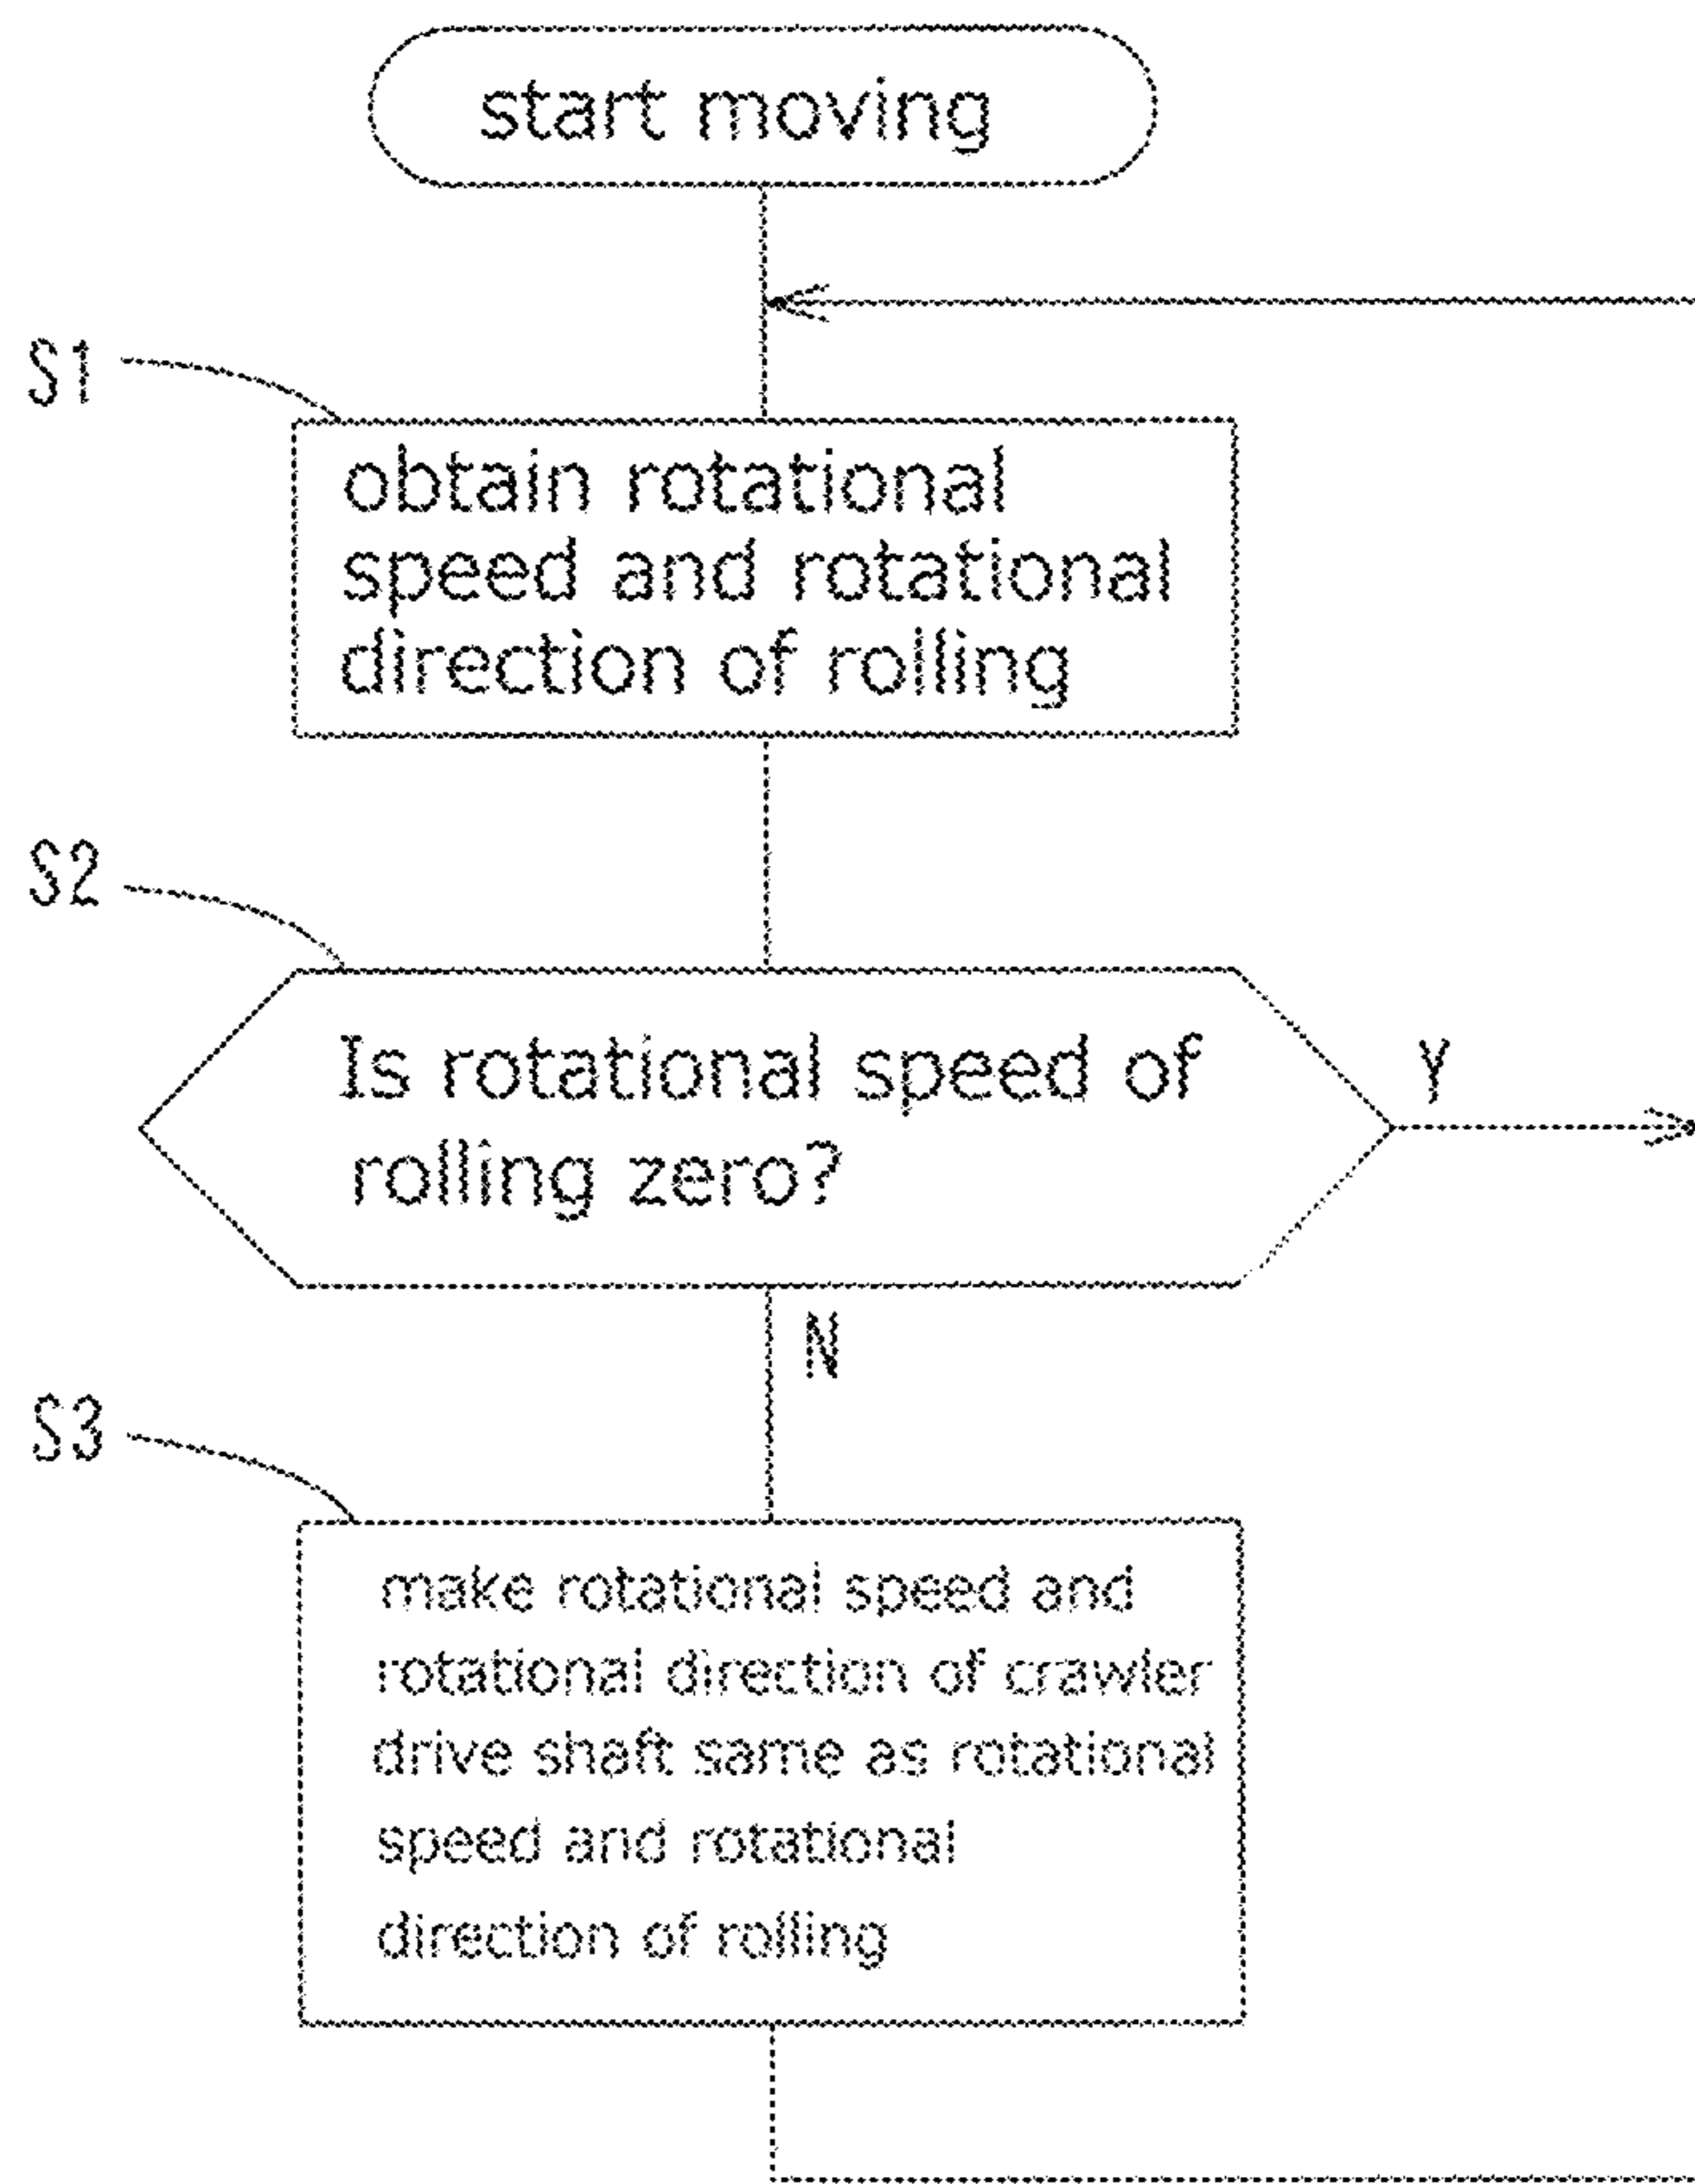 start moving
S1
obtain rotational
speed and rotational
direction of rolling
S2
Is rotational speed of
rolling zero?
Y
N
S3
make rotational speed and
rotational direction of crawler
drive shaft same as rotational
speed and rotational
direction of rolling